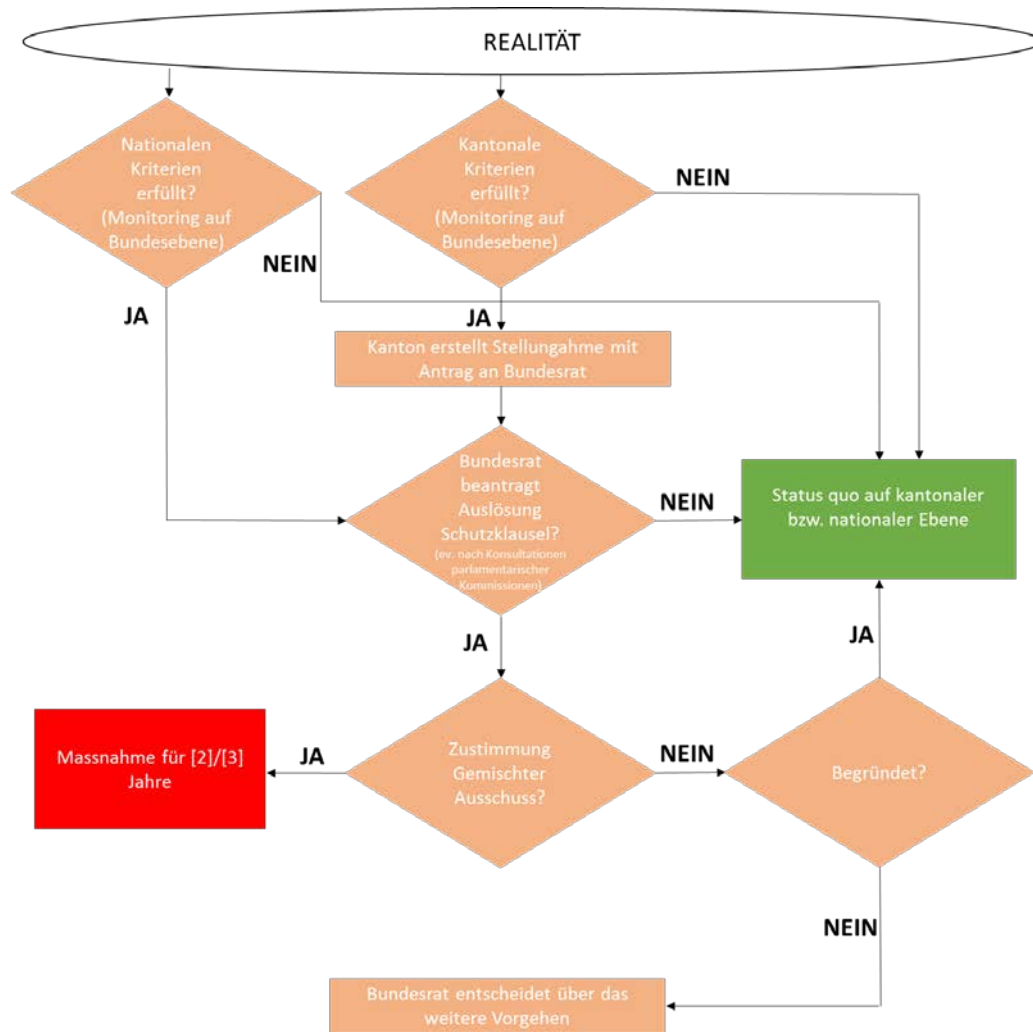 REALITÄT
Nationalen
Kriterien
erfüllt?
(Monitoring auf
Bundesebene)
Kantonale
Kriterien
erfüllt?
(Monitoring auf
Bundesebene)
NEIN
NEIN
JA
JA
Kanton erstellt Stellungahme mit
Antrag an Bundesrat
Bundesrat
beantragt
Auslösung
Schutzklausel?
(ev. nach Konsultationen
parlamentarischer
Kommissionen)
NEIN
Status quo auf kantonaler
bzw. nationaler Ebene
JA
JA
Massnahme für [2]/[3]
Jahre
JA
Zustimmung
Gemischter
Ausschuss?
NEIN
Begründet?
NEIN
Bundesrat entscheidet über das
weitere Vorgehen